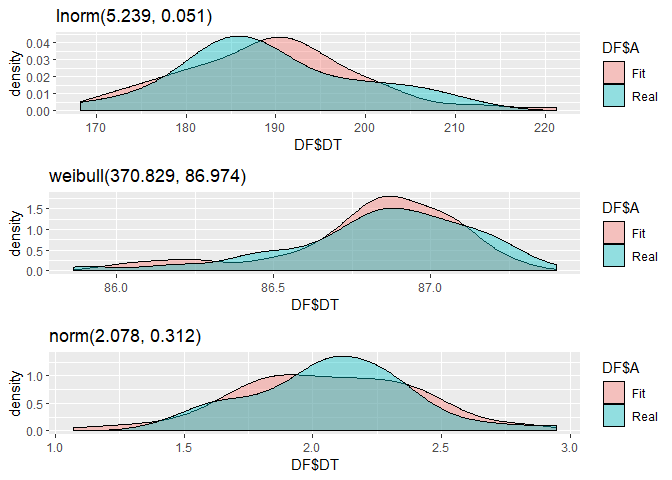 lnorm(5.239, 0.051)
density
0.04
0.03
0.02
0.01
0.00
170 180 190 200 210 220
DF$DT
DF$A
Fit
Real
weibull(370.829, 86.974)
density
1.5
1.0
0.5
0.0
86.0 86.5 87.0
DF$DT
DF$A
Fit
Real
norm(2.078, 0.312)
density
1.0
0.5
0.0
1.0 1.5 2.0 2.5 3.0
DF$DT
DF$A
Fit
Real